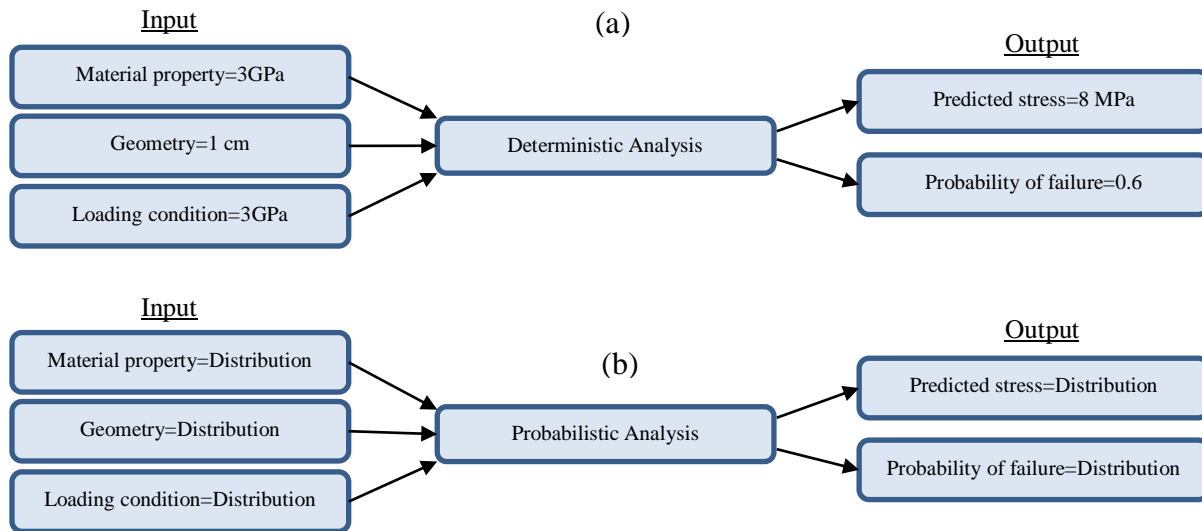 Input
(a)
Output
Material property=3GPa
Geometry=1 cm
Loading condition=3GPa
Deterministic Analysis
Predicted stress=8 MPa
Probability of failure=0.6
Input
(b)
Output
Material property=Distribution
Geometry=Distribution
Loading condition=Distribution
Probabilistic Analysis
Predicted stress=Distribution
Probability of failure=Distribution